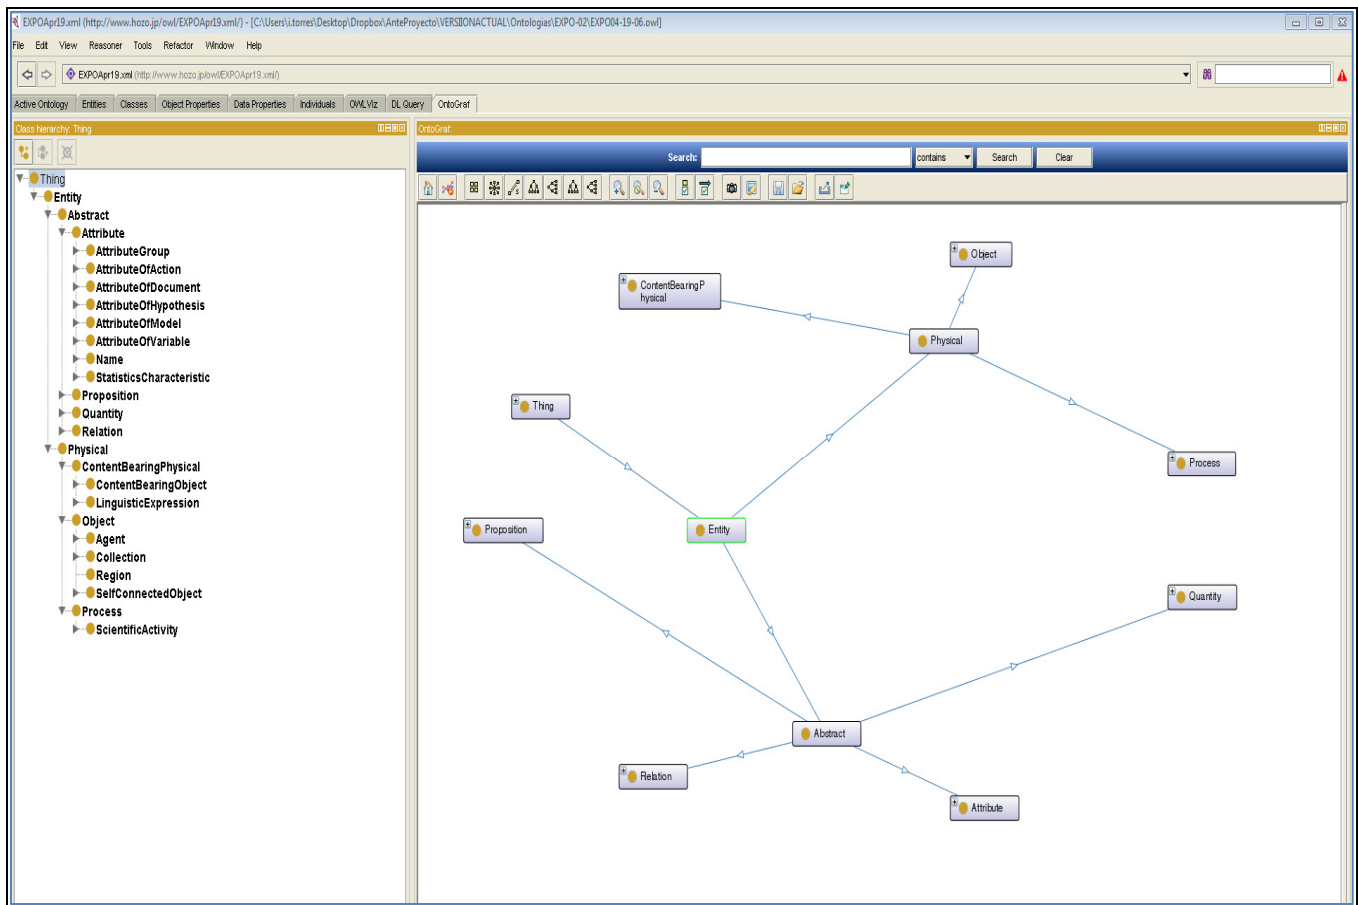 EXPOApr19.xml (http://www.hozo.jp/owl/EXPOApr19.xml/) - [C:\Users\i.torres\Desktop\Dropbox\AnteProyecto\VERSIIONACTUAL\Ontologias\EXPO-02\EXPO04-19-06.owl]
File Edit View Reasoner Tools Refactor Window Help
EXPOApr19.xml (http://www.hozo.jp/owl/EXPOApr19.xml/)
Active Ontology Entities Classes Object Properties Data Properties Individuals OWLViz DL Query OntoGraf
Class hierarchy: Thing
Thing
Entity
Abstract
Attribute
AttributeGroup
AttributeOfAction
AttributeOfDocument
AttributeOfHypothesis
AttributeOfModel
AttributeOfVariable
Name
StatisticsCharacteristic
Proposition
Quantity
Relation
Physical
ContentBearingPhysical
ContentBearingObject
LinguisticExpression
Object
Agent
Collection
Region
SelfConnectedObject
Process
ScientificActivity
OntoGraf:
Search: contains Search Clear
Object
ContentBearingP
hysical
Physical
Thing
Process
Proposition
Entity
Quantity
Abstract
Relation
Attribute